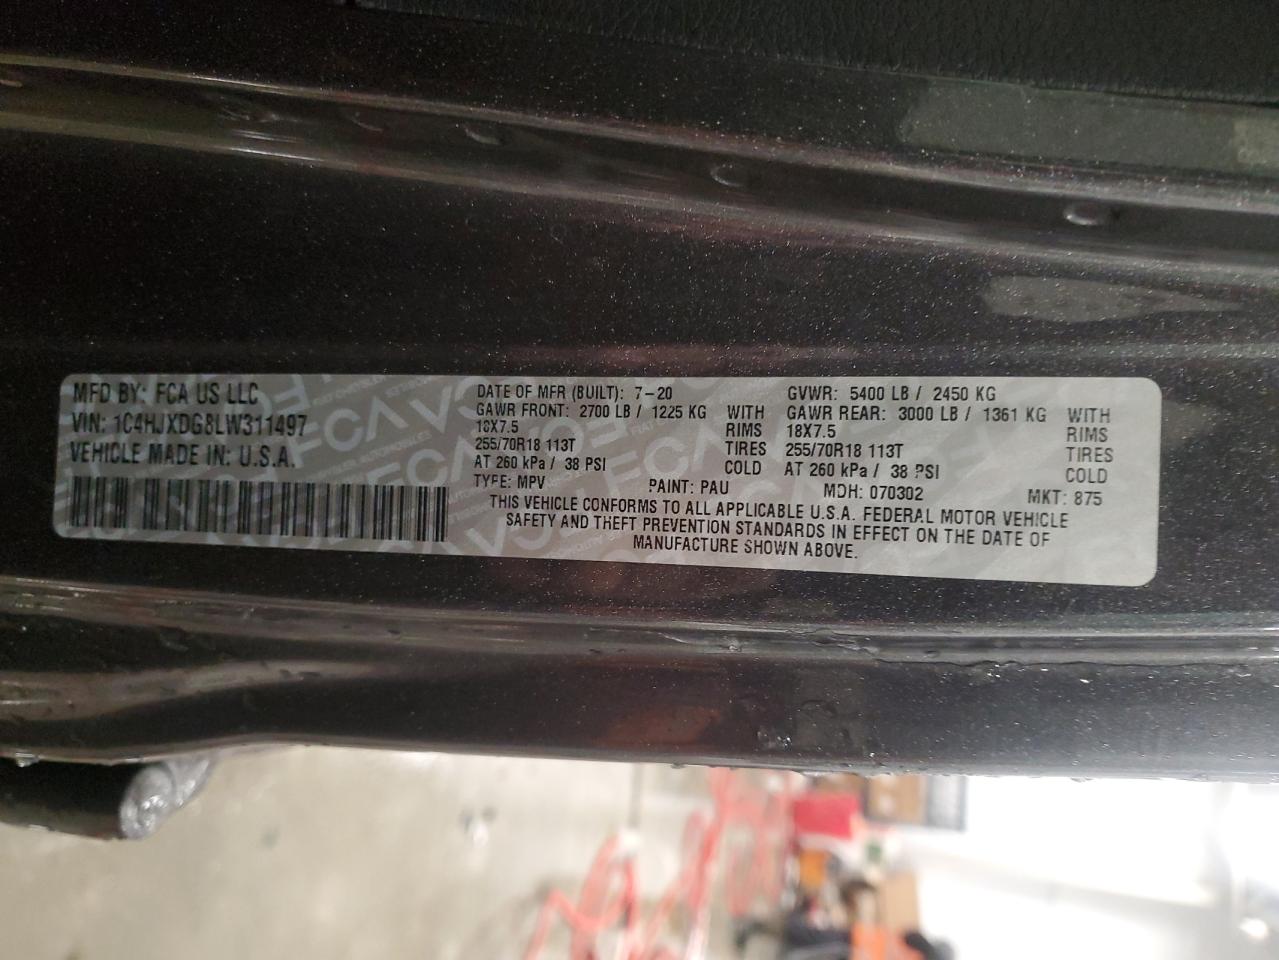 MFD BY: FCA US LLC
VIN: 1C4HJXDG8LW311497
VEHICLE MADE IN: U.S.A.
DATE OF MFR (BUILT): 7-20
GAWR FRONT: 2700 LB / 1225 KG WITH
18X7.5 RIMS
255/70R18 113T TIRES
AT 260 kPa / 38 PSI COLD
GVWR: 5400 LB / 2450 KG
GAWR REAR: 3000 LB / 1361 KG WITH
18X7.5 RIMS
255/70R18 113T TIRES
AT 260 kPa / 38 PSI COLD
TYPE: MPV PAINT: PAU MDH: 070302 MKT: 875
THIS VEHICLE CONFORMS TO ALL APPLICABLE U.S.A. FEDERAL MOTOR VEHICLE
SAFETY AND THEFT PREVENTION STANDARDS IN EFFECT ON THE DATE OF
MANUFACTURE SHOWN ABOVE.